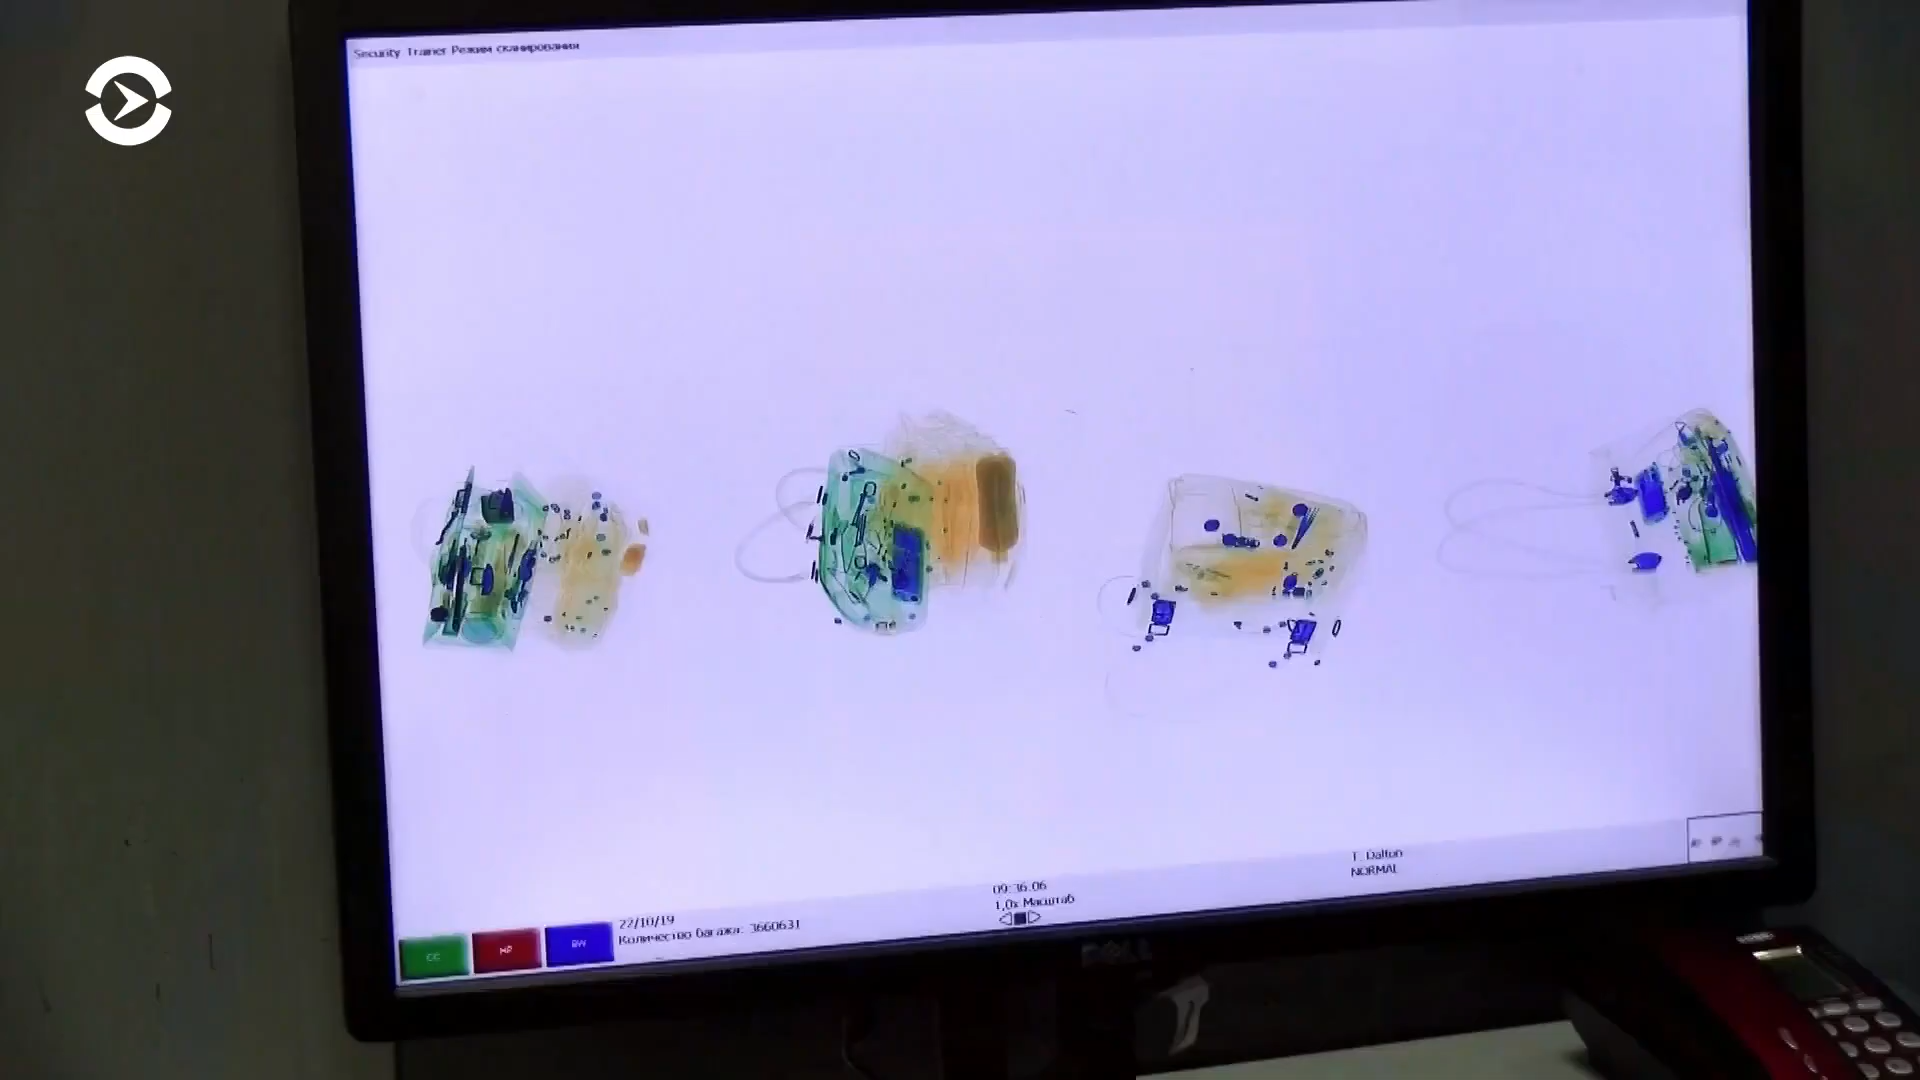 Security Trainer Режим сканирования
T. Dalton
NORMAL
09:36.06
1,0x Масштаб
22/10/19
Количество багажа: 3660631
CC
BW
DELL